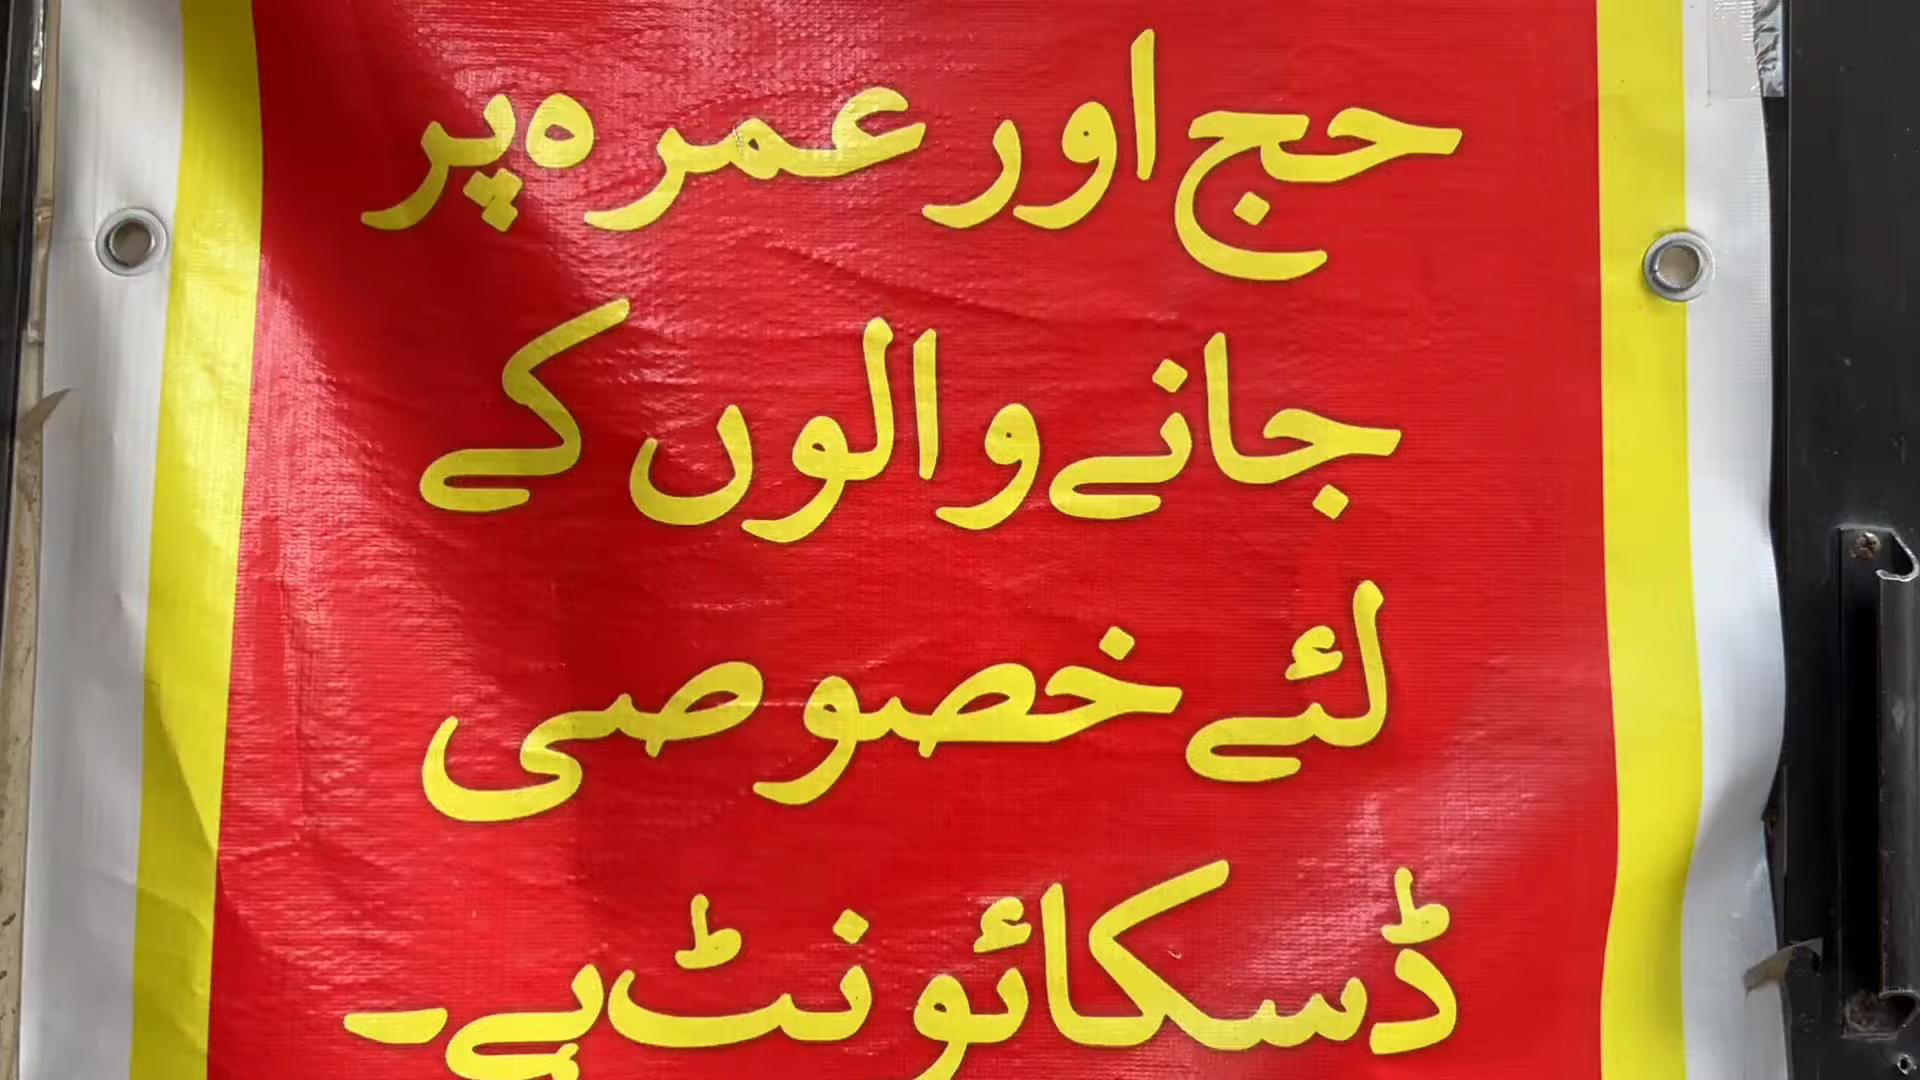 حج اور عمرہ پر
جانے والوں کے
لئے خصوصی
ڈسکائونٹ ہے۔